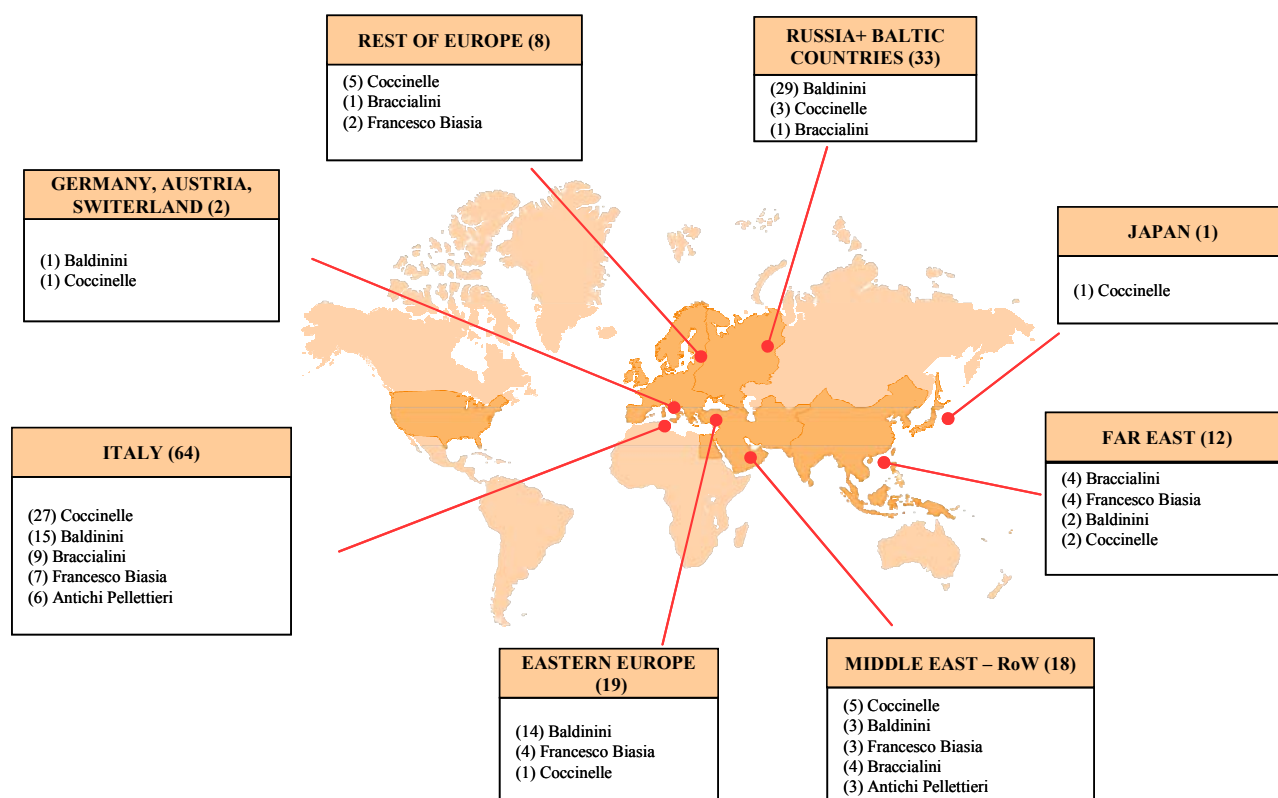 REST OF EUROPE (8)
(5) Coccinelle
(1) Braccialini
(2) Francesco Biasia
RUSSIA+ BALTIC
COUNTRIES (33)
(29) Baldinini
(3) Coccinelle
(1) Braccialini
GERMANY, AUSTRIA,
SWITERLAND (2)
(1) Baldinini
(1) Coccinelle
JAPAN (1)
(1) Coccinelle
ITALY (64)
(27) Coccinelle
(15) Baldinini
(9) Braccialini
(7) Francesco Biasia
(6) Antichi Pellettieri
FAR EAST (12)
(4) Braccialini
(4) Francesco Biasia
(2) Baldinini
(2) Coccinelle
EASTERN EUROPE
(19)
(14) Baldinini
(4) Francesco Biasia
(1) Coccinelle
MIDDLE EAST – RoW (18)
(5) Coccinelle
(3) Baldinini
(3) Francesco Biasia
(4) Braccialini
(3) Antichi Pellettieri